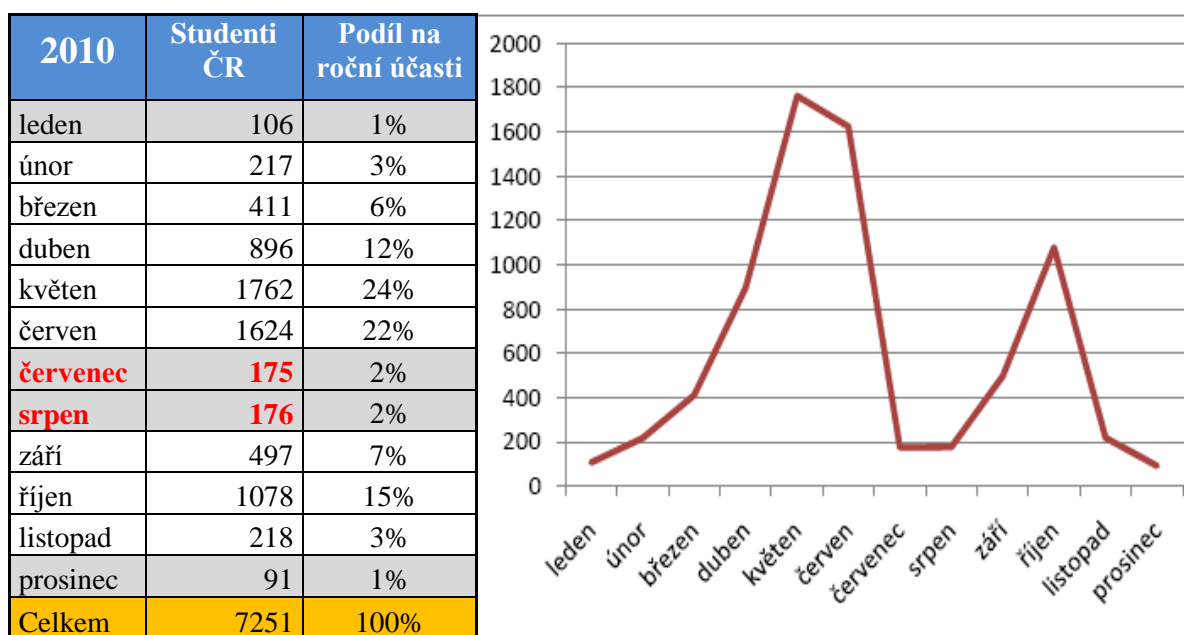 2010 Studenti ČR Podíl na roční účasti
leden 106 1%
únor 217 3%
březen 411 6%
duben 896 12%
květen 1762 24%
červen 1624 22%
červenec 175 2%
srpen 176 2%
září 497 7%
říjen 1078 15%
listopad 218 3%
prosinec 91 1%
Celkem 7251 100%
2000
1800
1600
1400
1200
1000
800
600
400
200
0
leden únor březen duben květen červen červenec srpen září říjen listopad prosinec